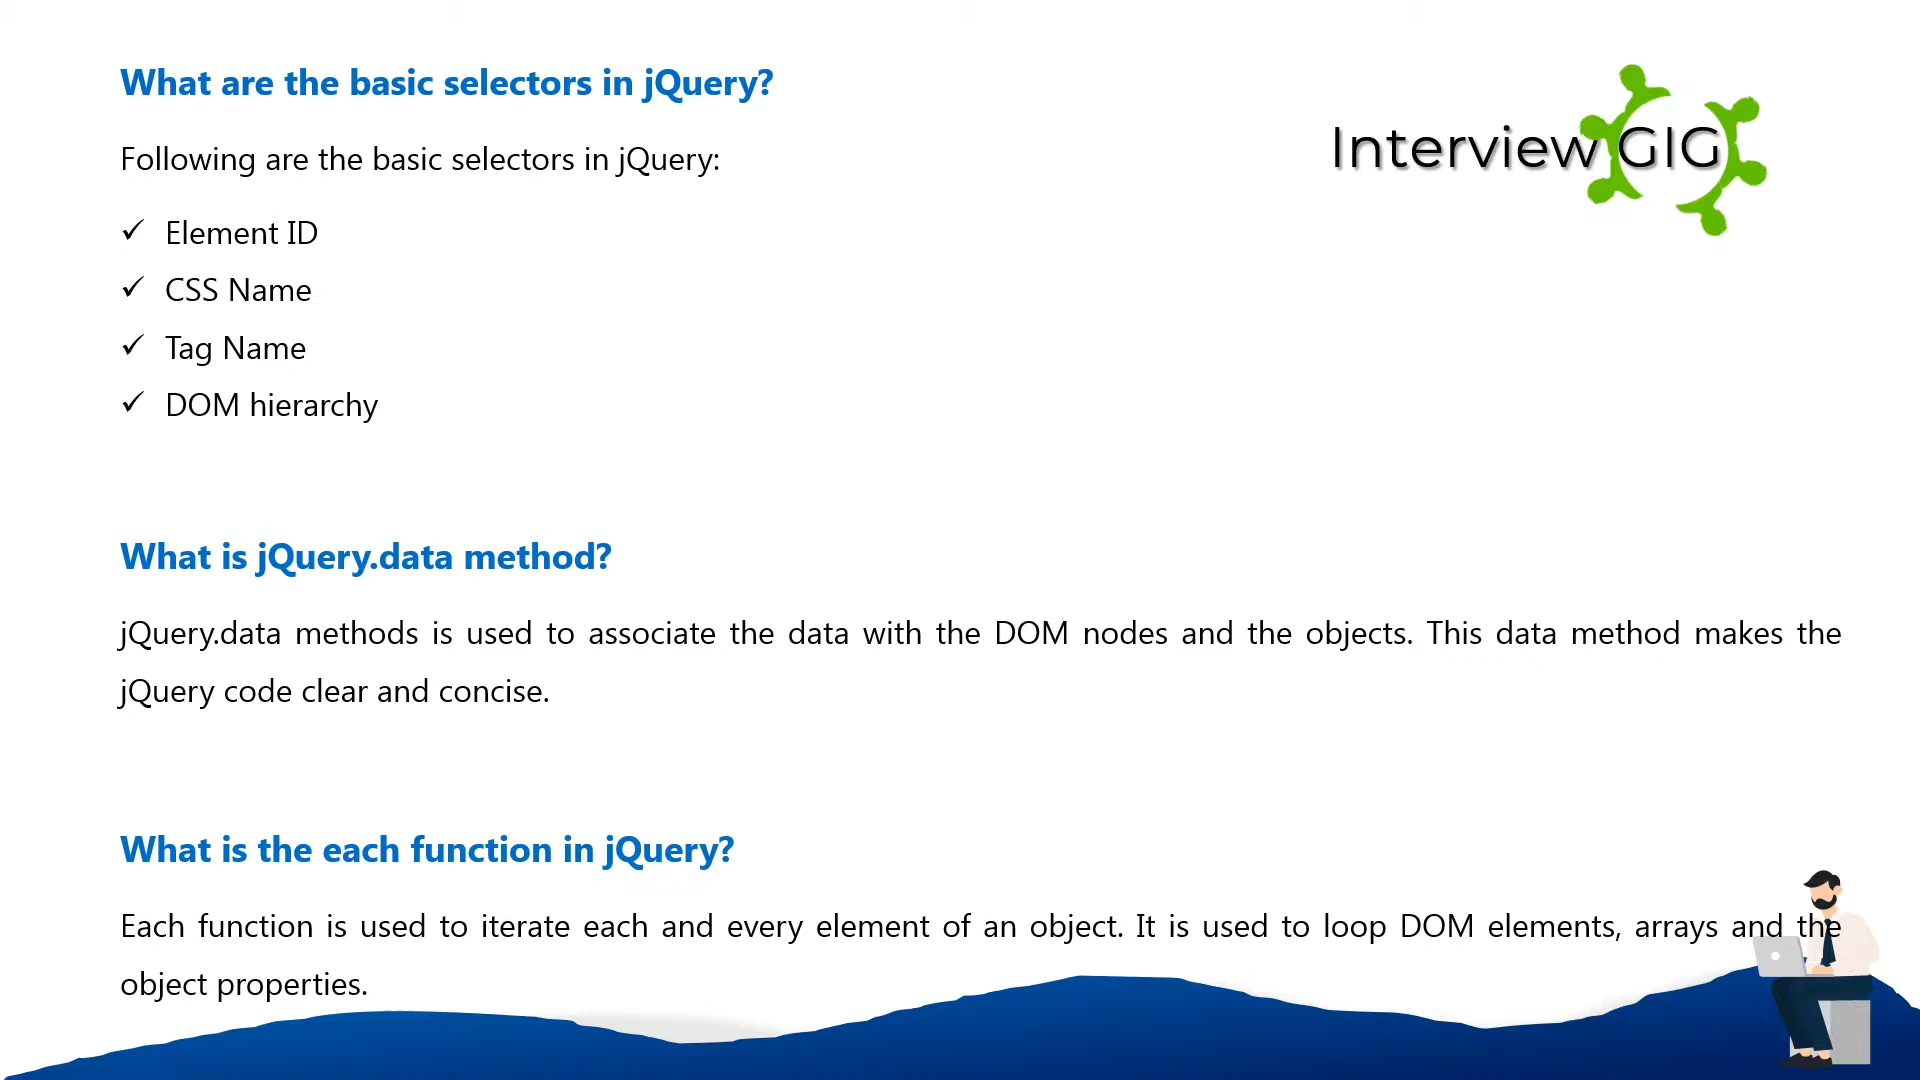 What are the basic selectors in jQuery?
Interview GIG
Following are the basic selectors in jQuery:
✓ Element ID
✓ CSS Name
✓ Tag Name
✓ DOM hierarchy
What is jQuery.data method?
jQuery.data methods is used to associate the data with the DOM nodes and the objects. This data method makes the
jQuery code clear and concise.
What is the each function in jQuery?
Each function is used to iterate each and every element of an object. It is used to loop DOM elements, arrays and the
object properties.